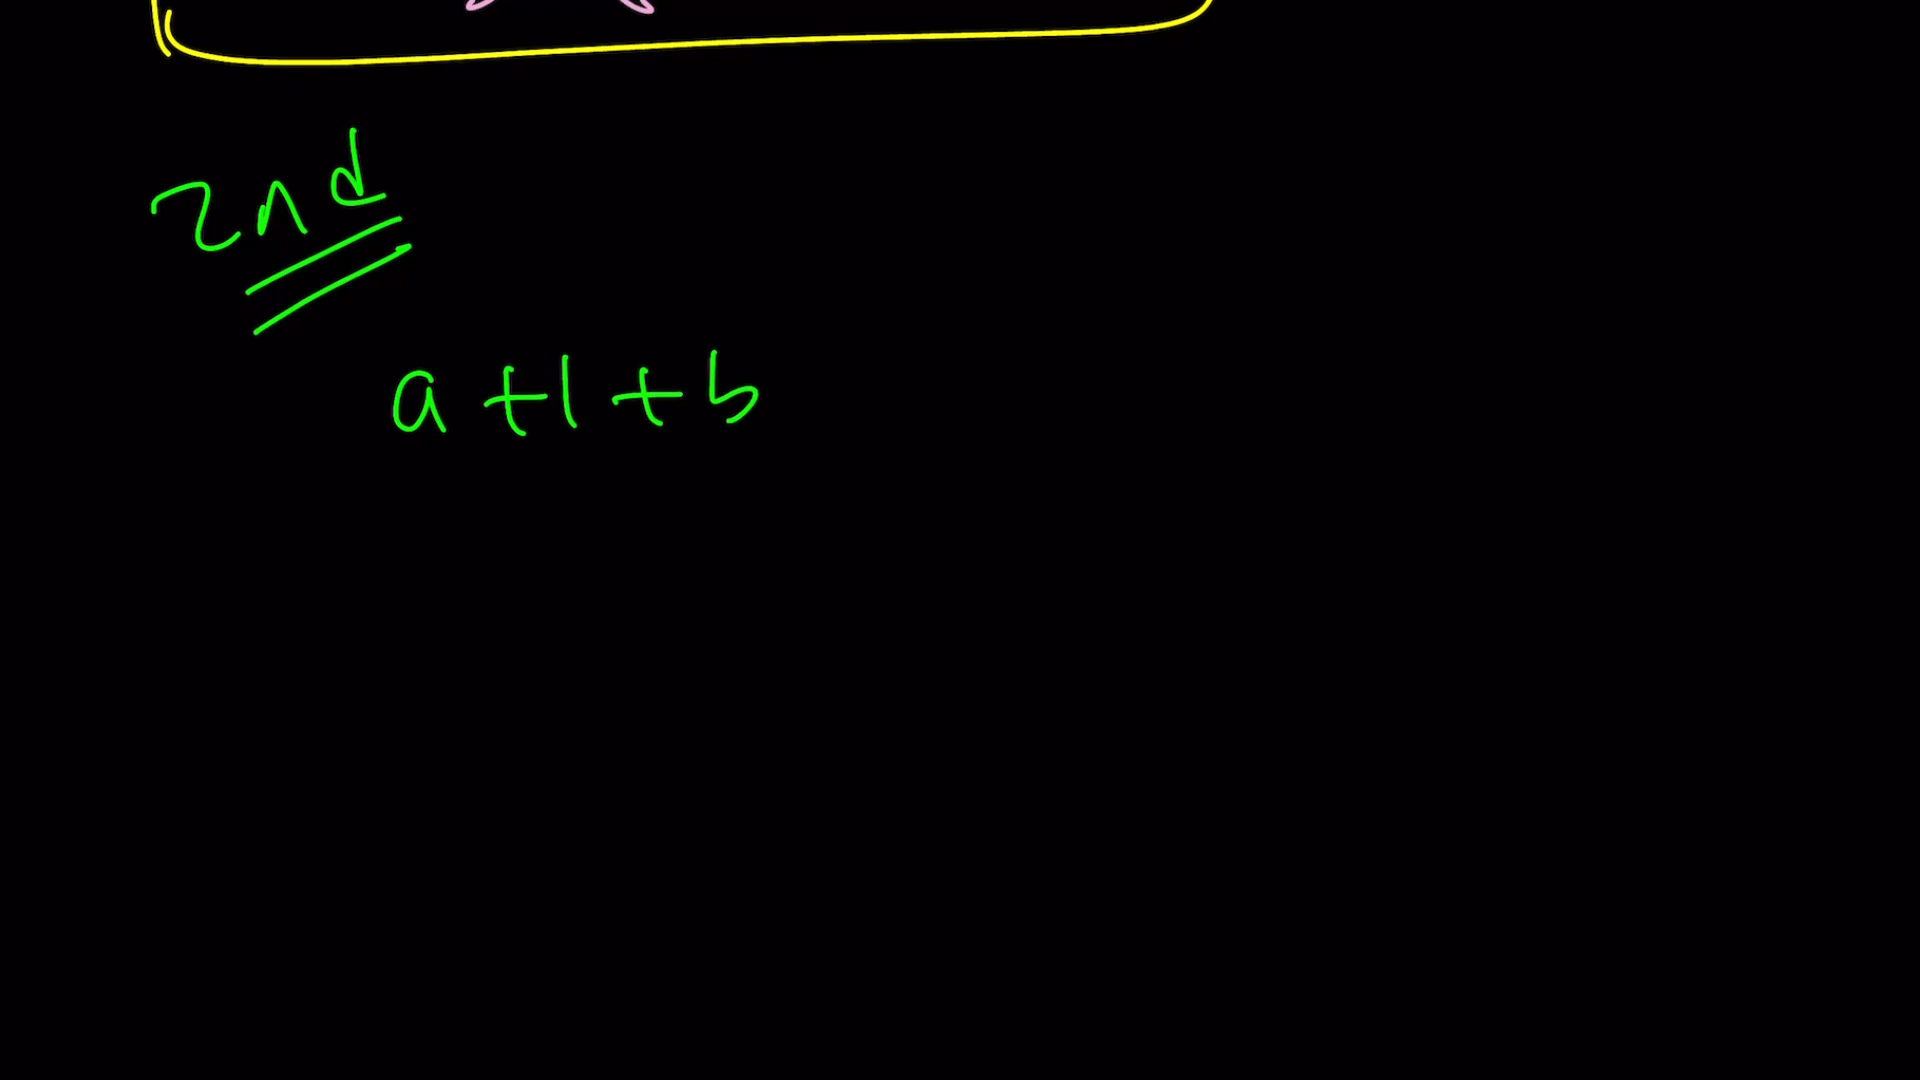 2nd
a + 1 + b